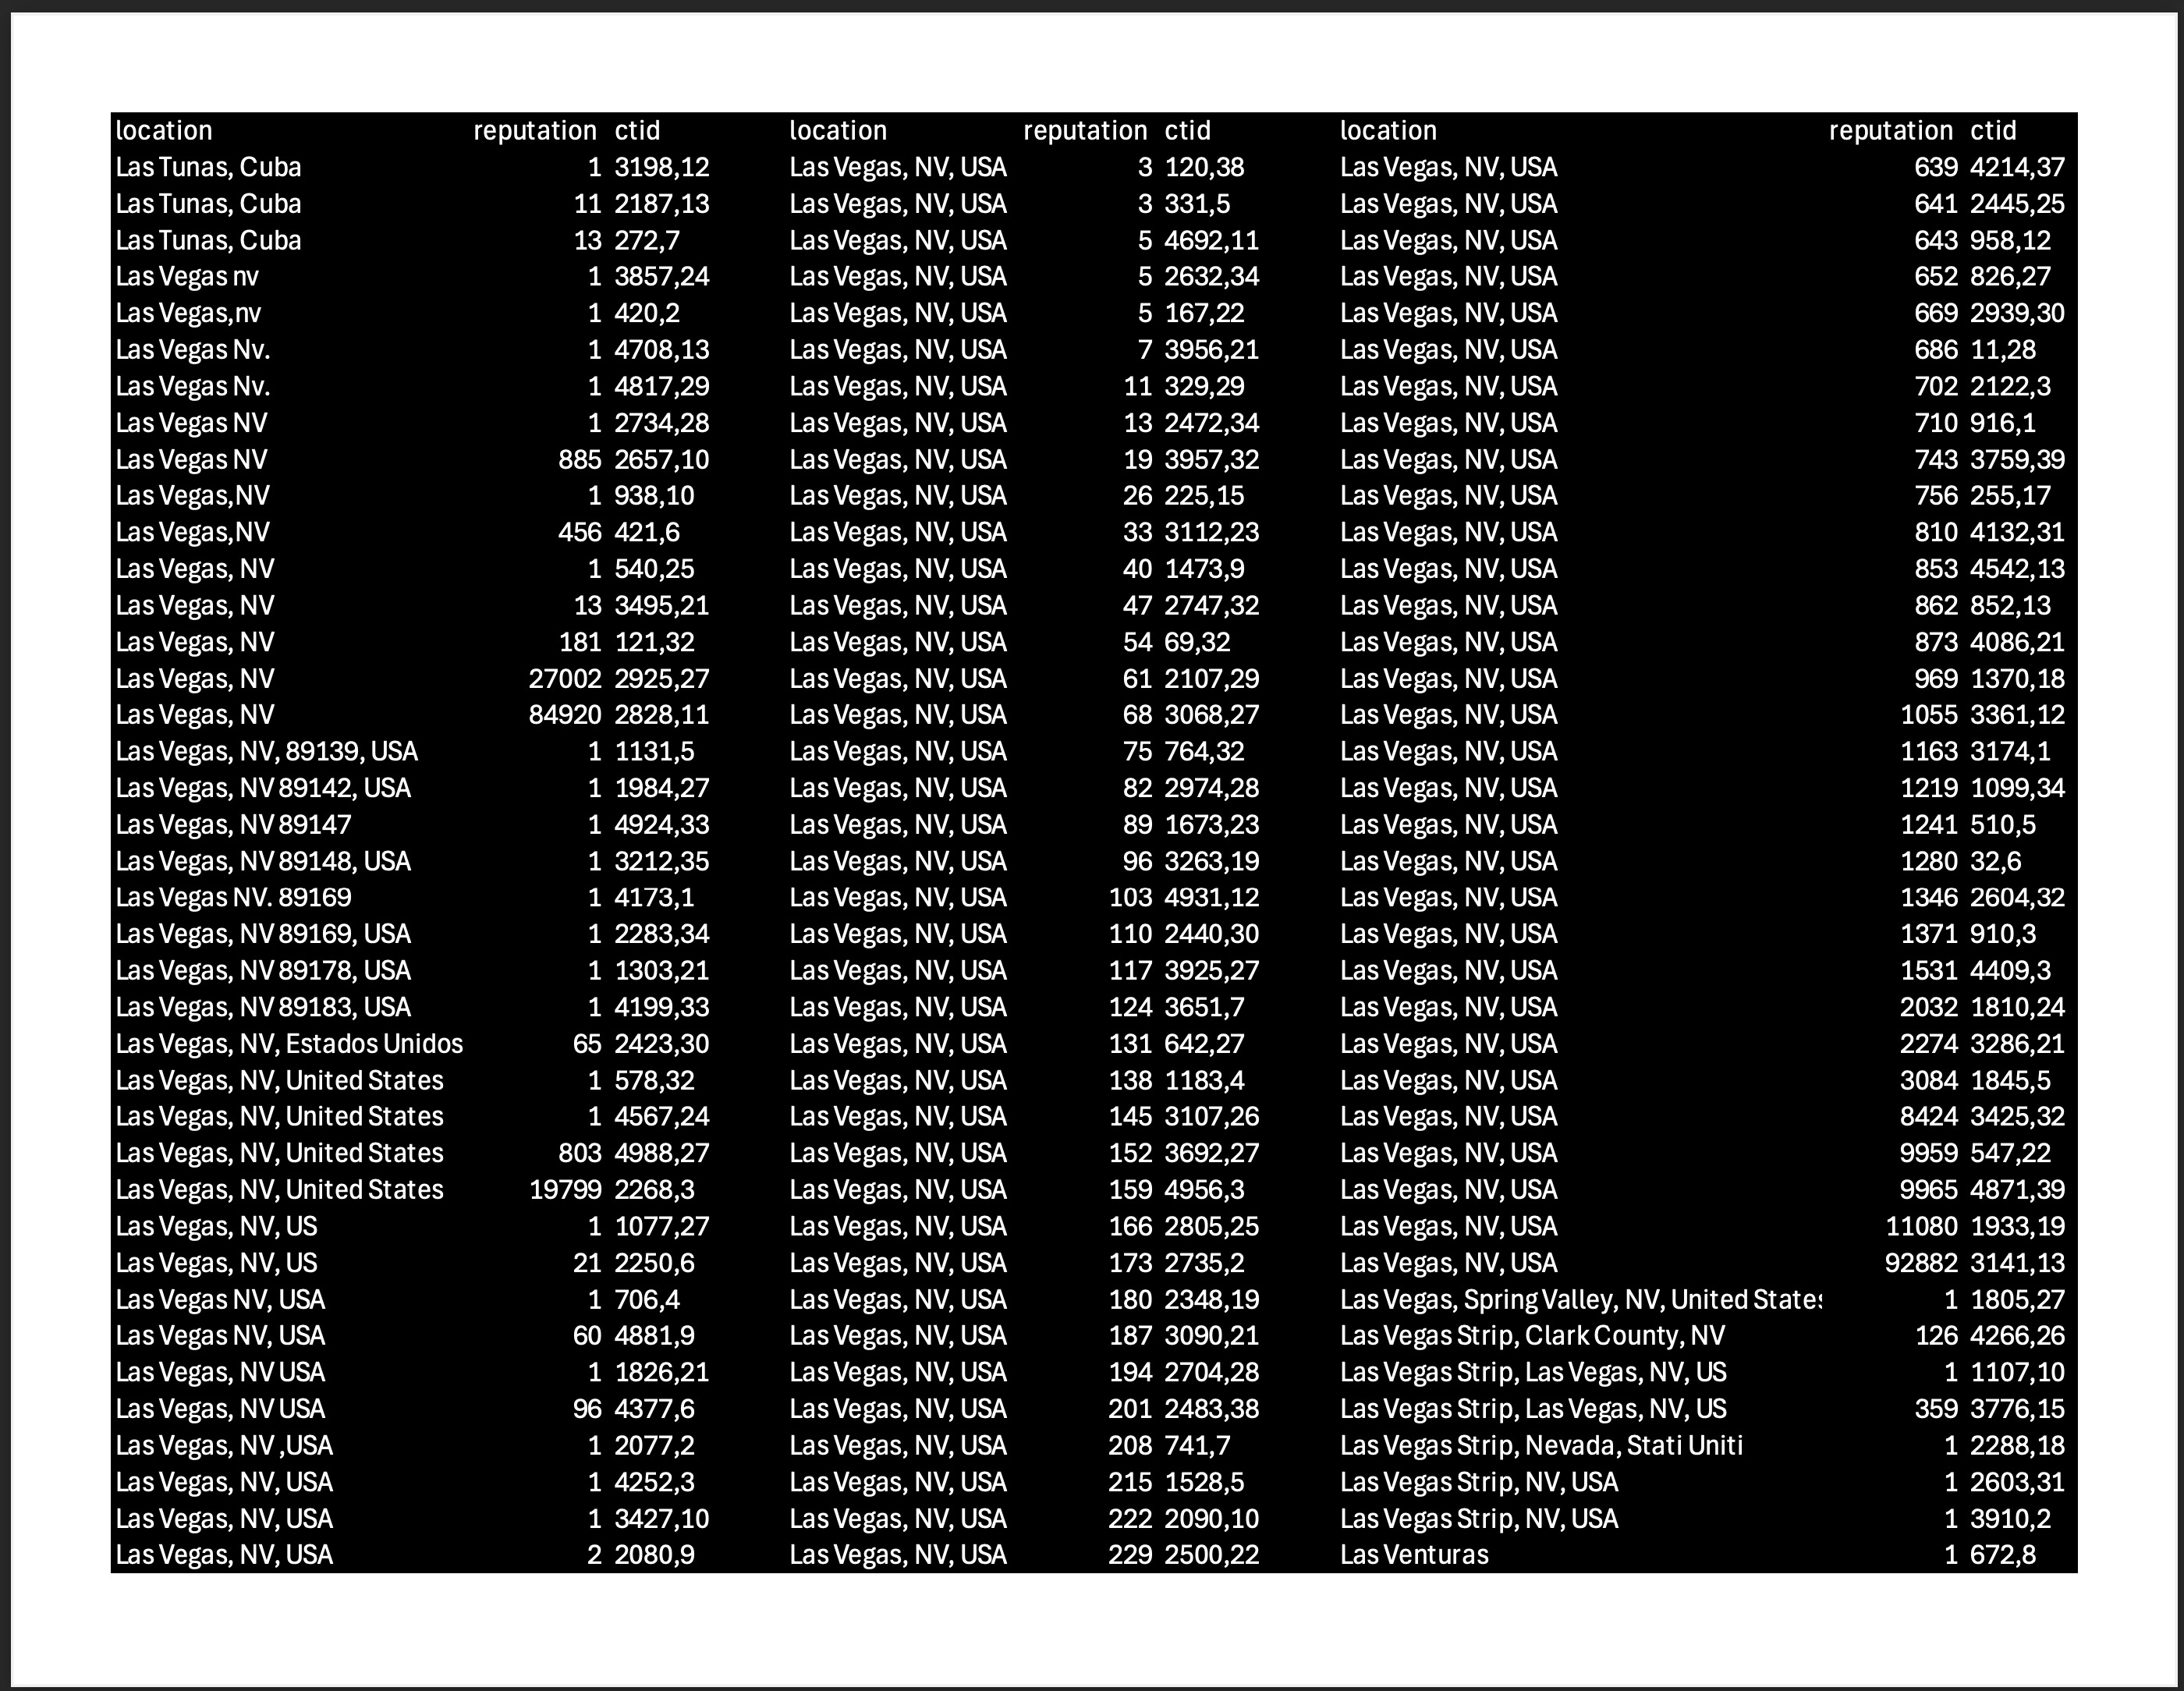 location reputation ctid location reputation ctid location reputation ctid
Las Tunas, Cuba 1 3198,12 Las Vegas, NV, USA 3 120,38 Las Vegas, NV, USA 639 4214,37
Las Tunas, Cuba 11 2187,13 Las Vegas, NV, USA 3 331,5 Las Vegas, NV, USA 641 2445,25
Las Tunas, Cuba 13 272,7 Las Vegas, NV, USA 5 4692,11 Las Vegas, NV, USA 643 958,12
Las Vegas nv 1 3857,24 Las Vegas, NV, USA 5 2632,34 Las Vegas, NV, USA 652 826,27
Las Vegas,nv 1 420,2 Las Vegas, NV, USA 5 167,22 Las Vegas, NV, USA 669 2939,30
Las Vegas Nv. 1 4708,13 Las Vegas, NV, USA 7 3956,21 Las Vegas, NV, USA 686 11,28
Las Vegas Nv. 1 4817,29 Las Vegas, NV, USA 11 329,29 Las Vegas, NV, USA 702 2122,3
Las Vegas NV 1 2734,28 Las Vegas, NV, USA 13 2472,34 Las Vegas, NV, USA 710 916,1
Las Vegas NV 885 2657,10 Las Vegas, NV, USA 19 3957,32 Las Vegas, NV, USA 743 3759,39
Las Vegas,NV 1 938,10 Las Vegas, NV, USA 26 225,15 Las Vegas, NV, USA 756 255,17
Las Vegas,NV 456 421,6 Las Vegas, NV, USA 33 3112,23 Las Vegas, NV, USA 810 4132,31
Las Vegas, NV 1 540,25 Las Vegas, NV, USA 40 1473,9 Las Vegas, NV, USA 853 4542,13
Las Vegas, NV 13 3495,21 Las Vegas, NV, USA 47 2747,32 Las Vegas, NV, USA 862 852,13
Las Vegas, NV 181 121,32 Las Vegas, NV, USA 54 69,32 Las Vegas, NV, USA 873 4086,21
Las Vegas, NV 27002 2925,27 Las Vegas, NV, USA 61 2107,29 Las Vegas, NV, USA 969 1370,18
Las Vegas, NV 84920 2828,11 Las Vegas, NV, USA 68 3068,27 Las Vegas, NV, USA 1055 3361,12
Las Vegas, NV, 89139, USA 1 1131,5 Las Vegas, NV, USA 75 764,32 Las Vegas, NV, USA 1163 3174,1
Las Vegas, NV 89142, USA 1 1984,27 Las Vegas, NV, USA 82 2974,28 Las Vegas, NV, USA 1219 1099,34
Las Vegas, NV 89147 1 4924,33 Las Vegas, NV, USA 89 1673,23 Las Vegas, NV, USA 1241 510,5
Las Vegas, NV 89148, USA 1 3212,35 Las Vegas, NV, USA 96 3263,19 Las Vegas, NV, USA 1280 32,6
Las Vegas NV. 89169 1 4173,1 Las Vegas, NV, USA 103 4931,12 Las Vegas, NV, USA 1346 2604,32
Las Vegas, NV 89169, USA 1 2283,34 Las Vegas, NV, USA 110 2440,30 Las Vegas, NV, USA 1371 910,3
Las Vegas, NV 89178, USA 1 1303,21 Las Vegas, NV, USA 117 3925,27 Las Vegas, NV, USA 1531 4409,3
Las Vegas, NV 89183, USA 1 4199,33 Las Vegas, NV, USA 124 3651,7 Las Vegas, NV, USA 2032 1810,24
Las Vegas, NV, Estados Unidos 65 2423,30 Las Vegas, NV, USA 131 642,27 Las Vegas, NV, USA 2274 3286,21
Las Vegas, NV, United States 1 578,32 Las Vegas, NV, USA 138 1183,4 Las Vegas, NV, USA 3084 1845,5
Las Vegas, NV, United States 1 4567,24 Las Vegas, NV, USA 145 3107,26 Las Vegas, NV, USA 8424 3425,32
Las Vegas, NV, United States 803 4988,27 Las Vegas, NV, USA 152 3692,27 Las Vegas, NV, USA 9959 547,22
Las Vegas, NV, United States 19799 2268,3 Las Vegas, NV, USA 159 4956,3 Las Vegas, NV, USA 9965 4871,39
Las Vegas, NV, US 1 1077,27 Las Vegas, NV, USA 166 2805,25 Las Vegas, NV, USA 11080 1933,19
Las Vegas, NV, US 21 2250,6 Las Vegas, NV, USA 173 2735,2 Las Vegas, NV, USA 92882 3141,13
Las Vegas NV, USA 1 706,4 Las Vegas, NV, USA 180 2348,19 Las Vegas, Spring Valley, NV, United States 1 1805,27
Las Vegas NV, USA 60 4881,9 Las Vegas, NV, USA 187 3090,21 Las Vegas Strip, Clark County, NV 126 4266,26
Las Vegas, NV USA 1 1826,21 Las Vegas, NV, USA 194 2704,28 Las Vegas Strip, Las Vegas, NV, US 1 1107,10
Las Vegas, NV USA 96 4377,6 Las Vegas, NV, USA 201 2483,38 Las Vegas Strip, Las Vegas, NV, US 359 3776,15
Las Vegas, NV ,USA 1 2077,2 Las Vegas, NV, USA 208 741,7 Las Vegas Strip, Nevada, Stati Uniti 1 2288,18
Las Vegas, NV, USA 1 4252,3 Las Vegas, NV, USA 215 1528,5 Las Vegas Strip, NV, USA 1 2603,31
Las Vegas, NV, USA 1 3427,10 Las Vegas, NV, USA 222 2090,10 Las Vegas Strip, NV, USA 1 3910,2
Las Vegas, NV, USA 2 2080,9 Las Vegas, NV, USA 229 2500,22 Las Venturas 1 672,8